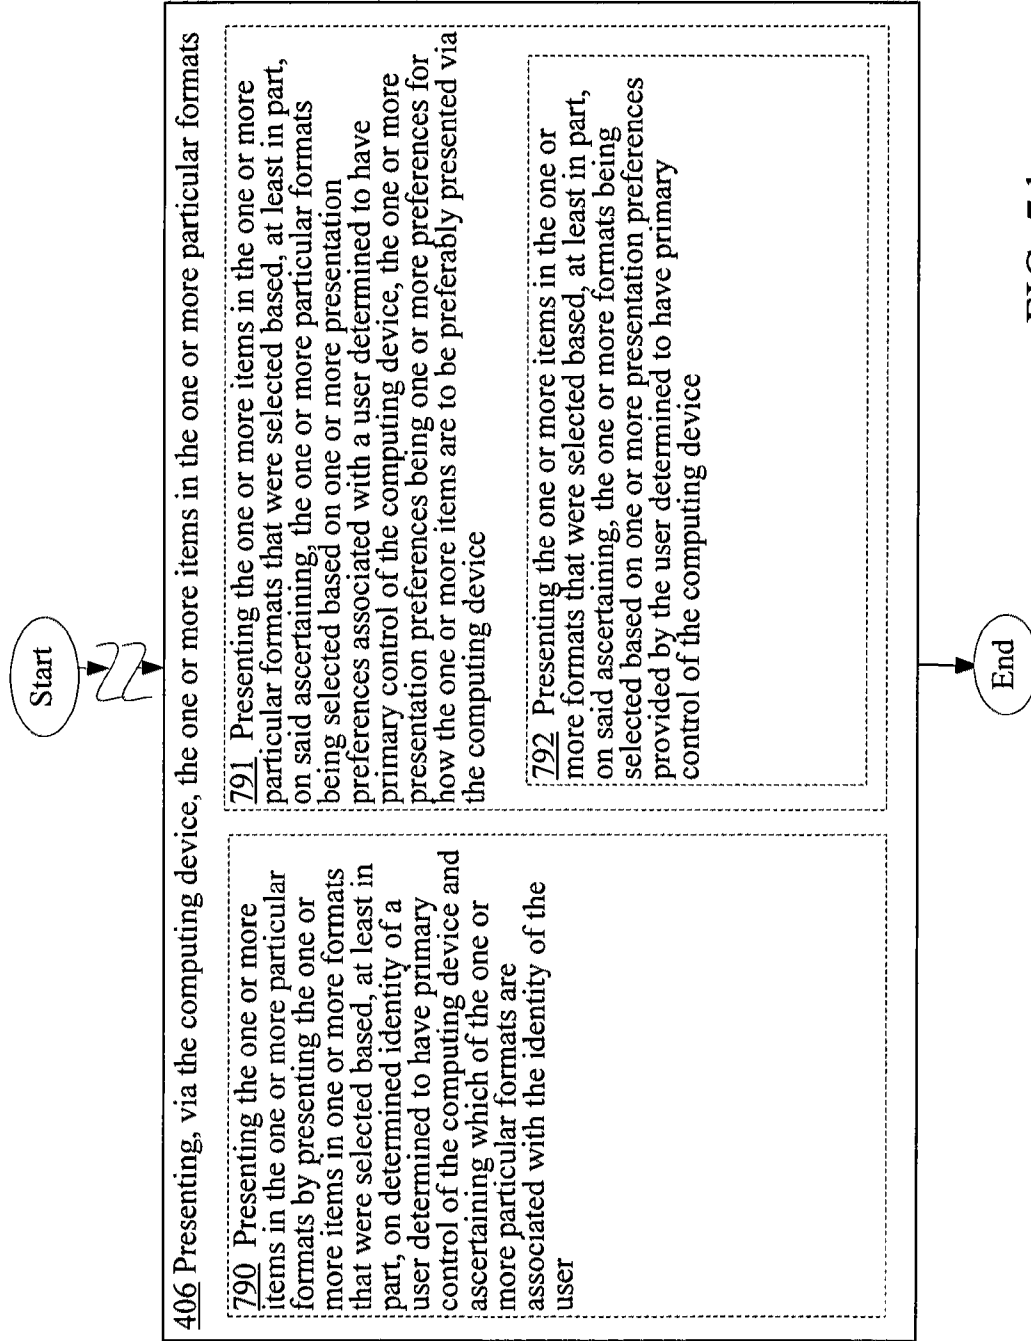 Start
406 Presenting, via the computing device, the one or more items in the one or more particular formats
790 Presenting the one or more
items in the one or more particular
formats by presenting the one or
more items in one or more formats
that were selected based, at least in
part, on determined identity of a
user determined to have primary
control of the computing device and
ascertaining which of the one or
more particular formats are
associated with the identity of the
user
791 Presenting the one or more items in the one or more
particular formats that were selected based, at least in part,
on said ascertaining, the one or more particular formats
being selected based on one or more presentation
preferences associated with a user determined to have
primary control of the computing device, the one or more
presentation preferences being one or more preferences for
how the one or more items are to be preferably presented via
the computing device
792 Presenting the one or more items in the one or
more formats that were selected based, at least in part,
on said ascertaining, the one or more formats being
selected based on one or more presentation preferences
provided by the user determined to have primary
control of the computing device
End